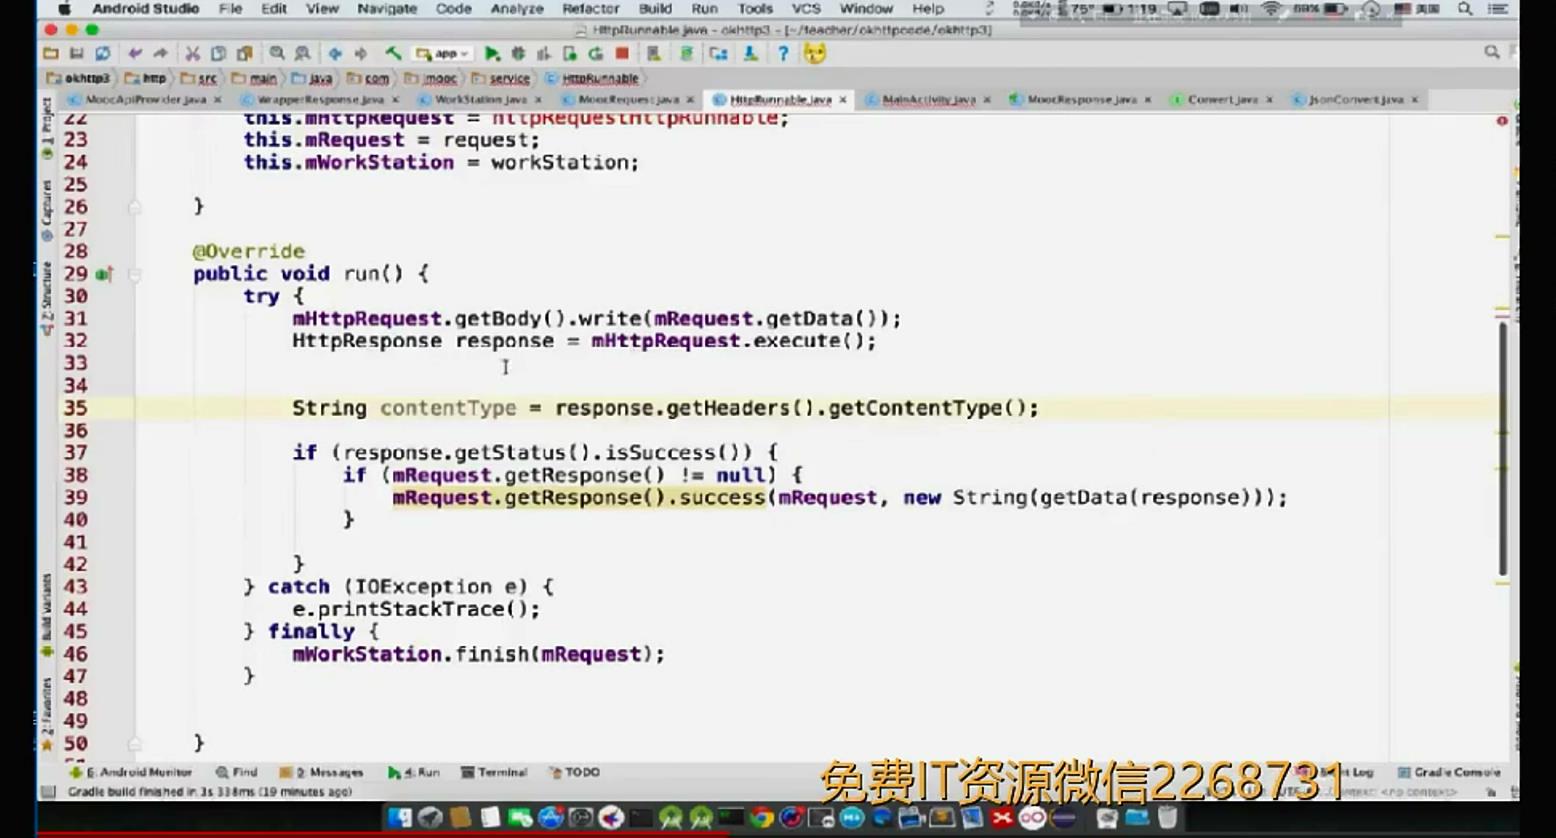 Android Studio File Edit View Navigate Code Analyze Refactor Build Run Tools VCS Window Help 75° 1:19
HttpRunnable.java - okhttp3 - [~/teacher/okhttpcode/okhttp3]
app
okhttp3 http src main java com imooc service HttpRunnable
MoocApiProvider.java WrapperResponse.java WorkStation.java MoocRequest.java HttpRunnable.java MainActivity.java MoocResponse.java Convert.java JsonConvert.java
1: Project
Captures
7: Structure
Build Variants
2: Favorites
22 this.mHttpRequest = httpRequestHttpRunnable;
23 this.mRequest = request;
24 this.mWorkStation = workStation;
25
26 }
27
28 @Override
29 public void run() {
30 try {
31 mHttpRequest.getBody().write(mRequest.getData());
32 HttpResponse response = mHttpRequest.execute();
33
34
35 String contentType = response.getHeaders().getContentType();
36
37 if (response.getStatus().isSuccess()) {
38 if (mRequest.getResponse() != null) {
39 mRequest.getResponse().success(mRequest, new String(getData(response)));
40 }
41
42 }
43 } catch (IOException e) {
44 e.printStackTrace();
45 } finally {
46 mWorkStation.finish(mRequest);
47 }
48
49
50 }
6: Android Monitor Find 0: Messages 4: Run Terminal TODO Log Gradle Console
免费IT资源微信2268731
Gradle build finished in 3s 338ms (19 minutes ago)